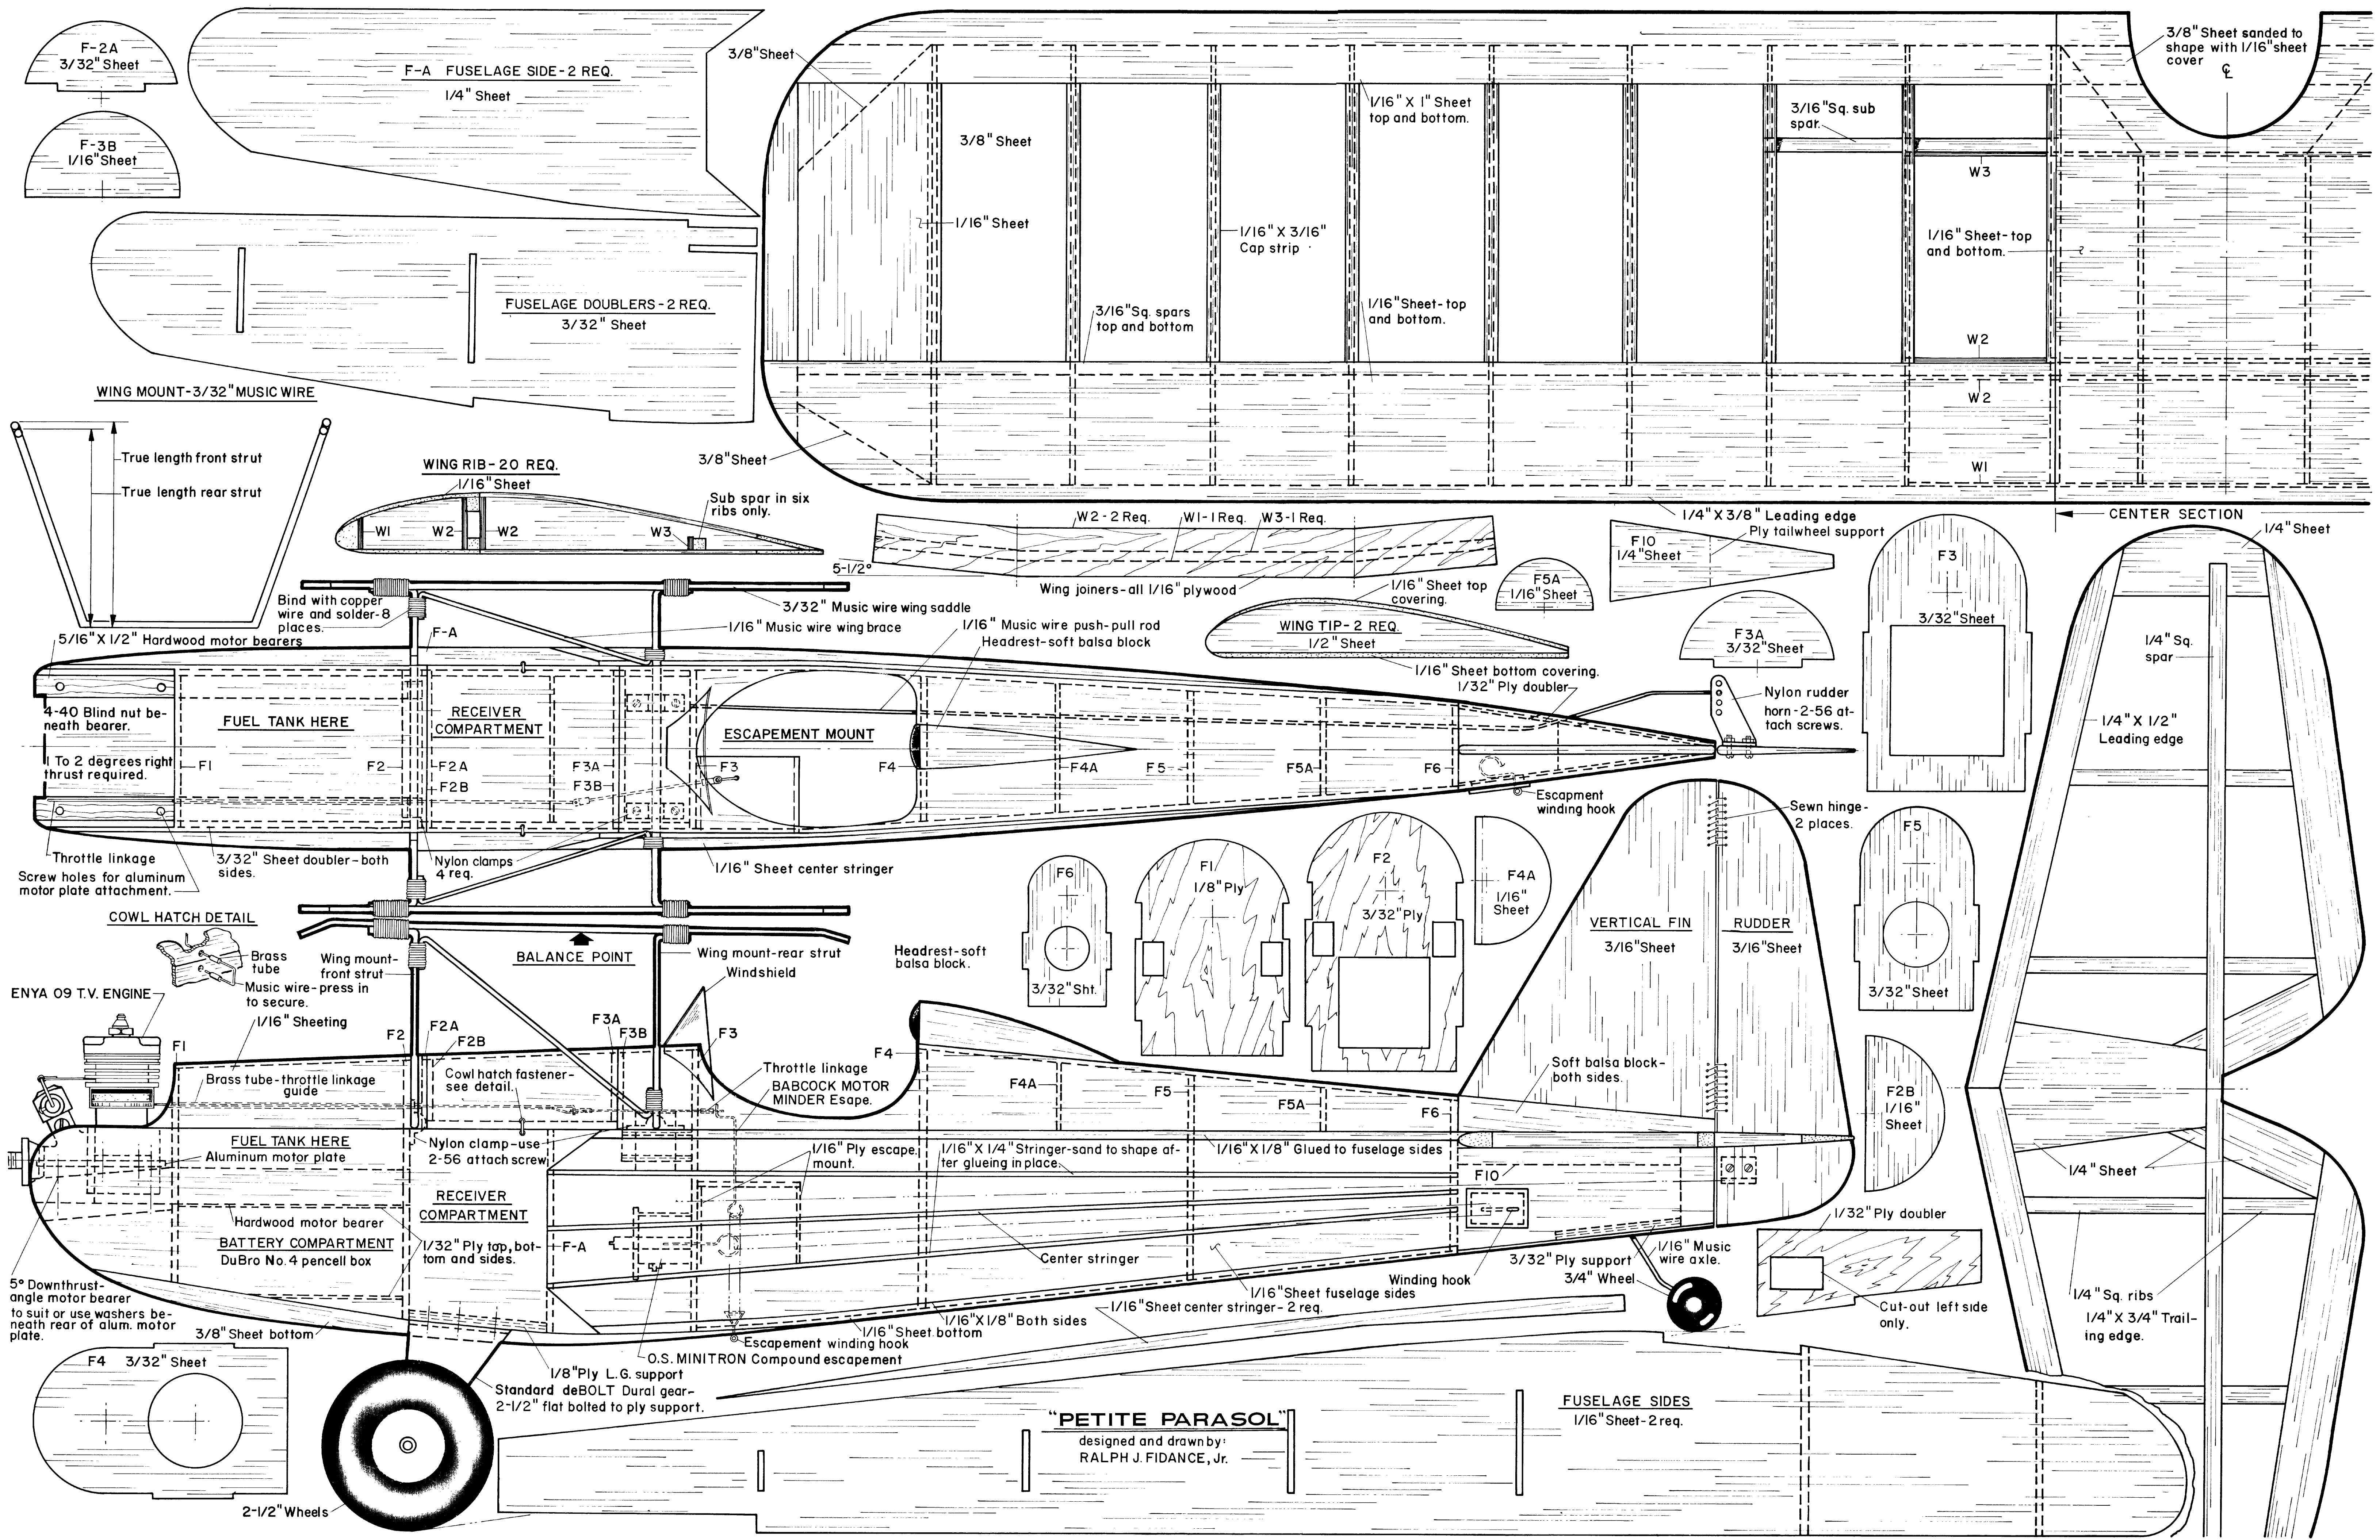 F-2A
3/32" Sheet
F-3B
1/16" Sheet
F-A FUSELAGE SIDE-2 REQ.
1/4" Sheet
FUSELAGE DOUBLERS-2 REQ.
3/32" Sheet
3/8" Sheet
3/8" Sheet
1/16" Sheet
1/16" X 3/16"
Cap strip
3/16" Sq. spars
top and bottom
1/16" X 1" Sheet
top and bottom.
1/16" Sheet-top
and bottom.
3/16" Sq. sub
spar.
W3
1/16" Sheet-top
and bottom.
W2
W2
W1
3/8" Sheet sanded to
shape with 1/16" sheet
cover
℄
3/8" Sheet
1/4" X 3/8" Leading edge
CENTER SECTION
WING MOUNT-3/32" MUSIC WIRE
True length front strut
True length rear strut
WING RIB-20 REQ.
1/16" Sheet
W1
W2
W2
W3
Sub spar in six
ribs only.
W2-2 Req.
W1-1 Req.
W3-1 Req.
5-1/2°
Wing joiners-all 1/16" plywood
F10
1/4" Sheet
Ply tailwheel support
F3
3/32" Sheet
1/4" Sheet
1/16" Sheet top
covering.
WING TIP-2 REQ.
1/2" Sheet
1/16" Sheet bottom covering.
F5A
1/16" Sheet
F3A
3/32" Sheet
Bind with copper
wire and solder-8
places.
3/32" Music wire wing saddle
1/16" Music wire wing brace
1/16" Music wire push-pull rod
Headrest-soft balsa block
5/16" X 1/2" Hardwood motor bearers
F-A
4-40 Blind nut be-
neath bearer.
1 To 2 degrees right
thrust required.
FUEL TANK HERE
RECEIVER
COMPARTMENT
ESCAPEMENT MOUNT
F1
F2
F2A
F2B
F3A
F3B
F3
F4
F4A
F5
F5A
F6
1/32" Ply doubler
Nylon rudder
horn-2-56 at-
tach screws.
Escapment
winding hook
Throttle linkage
Screw holes for aluminum
motor plate attachment.
3/32" Sheet doubler-both
sides.
Nylon clamps
4 req.
1/16" Sheet center stringer
1/4" Sq.
spar
1/4" X 1/2"
Leading edge
COWL HATCH DETAIL
Brass
tube
Music wire-press in
to secure.
Wing mount-
front strut
BALANCE POINT
Wing mount-rear strut
Windshield
Headrest-soft
balsa block.
F6
3/32" Sht.
F1
1/8" Ply
F2
3/32" Ply
F4A
1/16"
Sheet
VERTICAL FIN
3/16" Sheet
RUDDER
3/16" Sheet
Sewn hinge-
2 places.
F5
3/32" Sheet
F2B
1/16"
Sheet
ENYA 09 T.V. ENGINE
1/16" Sheeting
F1
F2
F2A
F2B
F3A
F3B
F3
F4
F4A
F5
F5A
F6
Brass tube-throttle linkage
guide
Cowl hatch fastener-
see detail.
Throttle linkage
BABCOCK MOTOR
MINDER Esape.
Soft balsa block-
both sides.
FUEL TANK HERE
Aluminum motor plate
Nylon clamp-use
2-56 attach screw
1/16" Ply escape.
mount.
1/16" X 1/4" Stringer-sand to shape af-
ter glueing in place.
1/16" X 1/8" Glued to fuselage sides
F10
RECEIVER
COMPARTMENT
Hardwood motor bearer
BATTERY COMPARTMENT
DuBro No. 4 pencell box
1/32" Ply top, bot-
tom and sides.
F-A
Center stringer
Winding hook
3/32" Ply support
3/4" Wheel
1/16" Music
wire axle.
5° Downthrust-
angle motor bearer
to suit or use washers be-
neath rear of alum. motor
plate.
3/8" Sheet bottom
1/16" Sheet fuselage sides
1/16" Sheet center stringer-2 req.
1/16" X 1/8" Both sides
1/16" Sheet bottom
Escapement winding hook
O.S. MINITRON Compound escapement
1/8" Ply L.G. support
Standard deBOLT Dural gear-
2-1/2" flat bolted to ply support.
1/32" Ply doubler
Cut-out left side
only.
1/4" Sheet
1/4" Sq. ribs
1/4" X 3/4" Trail-
ing edge.
F4 3/32" Sheet
2-1/2" Wheels
"PETITE PARASOL"
designed and drawn by:
RALPH J. FIDANCE, Jr.
FUSELAGE SIDES
1/16" Sheet-2 req.